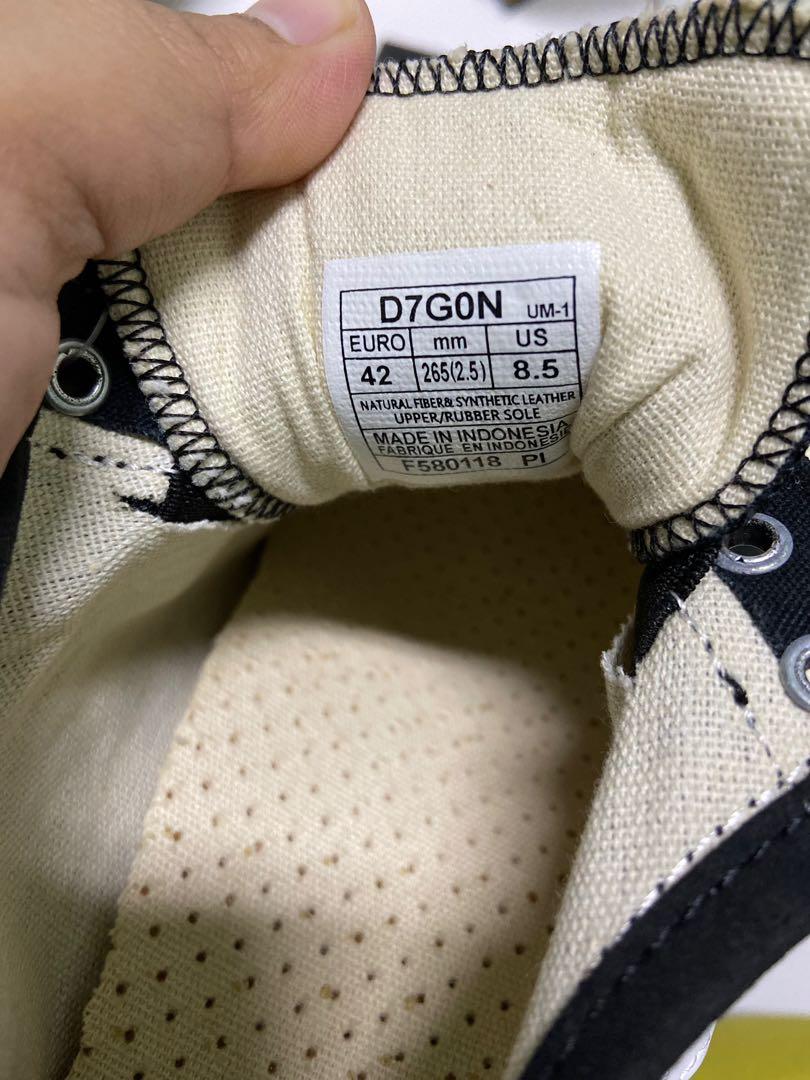 D7G0N UM-1
EURO mm US
42 265(2.5) 8.5
NATURAL FIBER& SYNTHETIC LEATHER
UPPER/RUBBER SOLE
MADE IN INDONESIA
FABRIQUE EN INDONESIE
F580118 PI